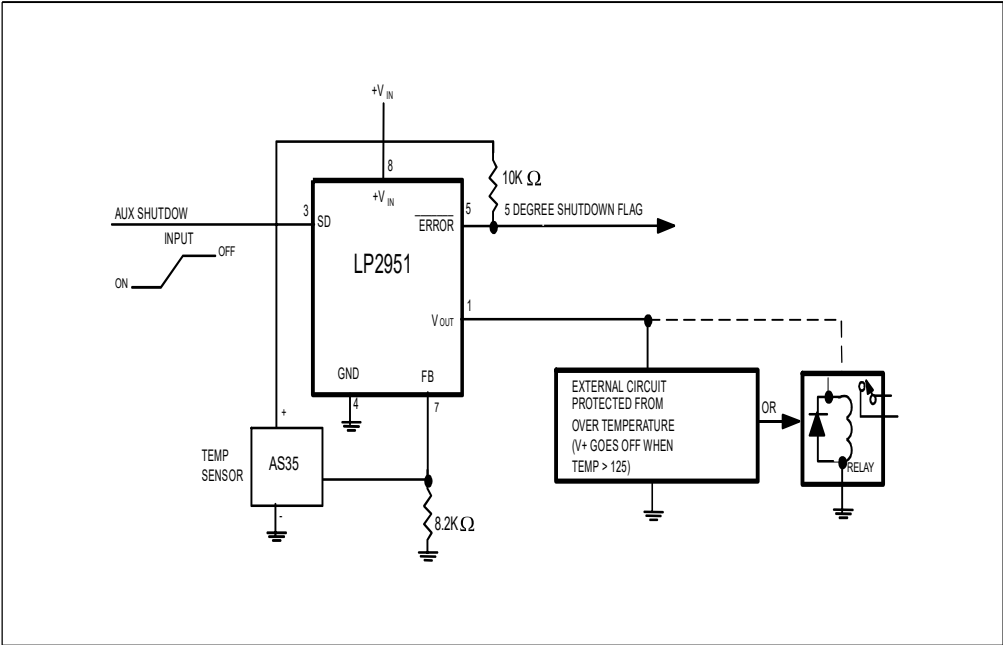 +V IN
8
+V IN
10K Ω
3
SD
5
ERROR
5 DEGREE SHUTDOWN FLAG
AUX SHUTDOW
INPUT
OFF
ON
LP2951
1
V OUT
GND
FB
4
7
EXTERNAL CIRCUIT
PROTECTED FROM
OVER TEMPERATURE
(V+ GOES OFF WHEN
TEMP > 125)
OR
RELAY
+
TEMP
SENSOR
AS35
-
8.2K Ω